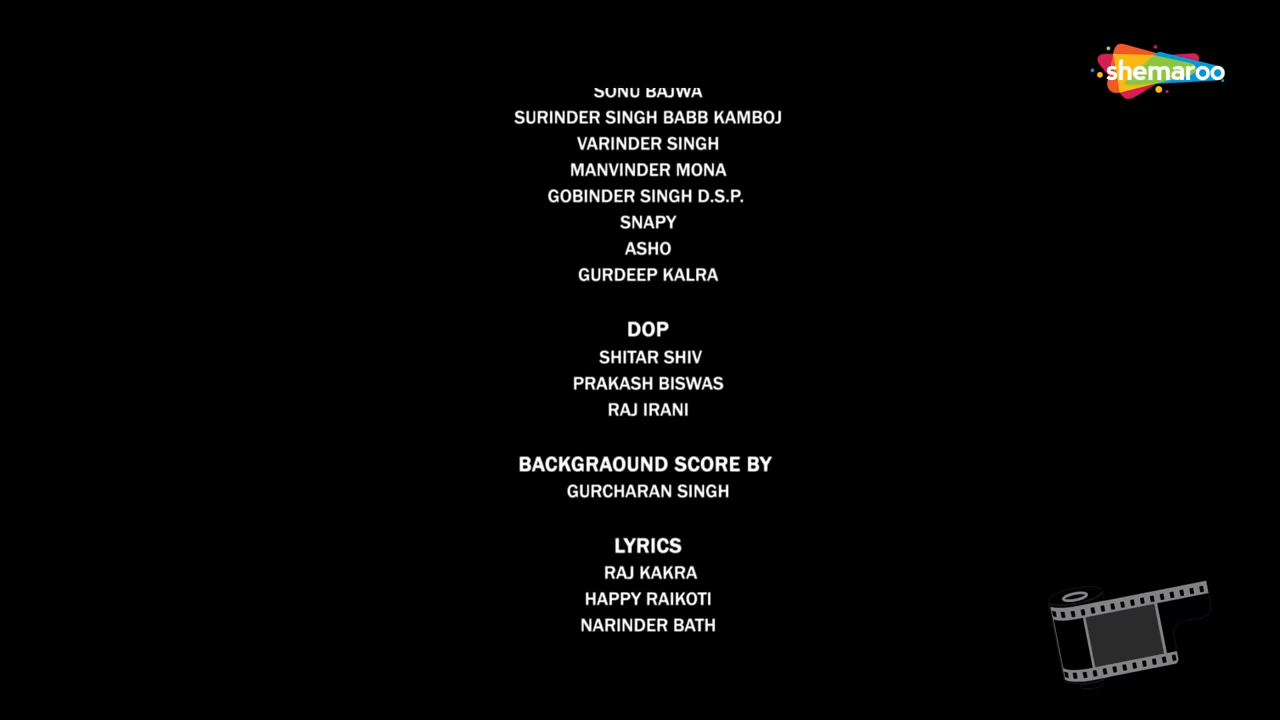 shemaroo
SONU BAJWA
SURINDER SINGH BABB KAMBOJ
VARINDER SINGH
MANVINDER MONA
GOBINDER SINGH D.S.P.
SNAPY
ASHO
GURDEEP KALRA
DOP
SHITAR SHIV
PRAKASH BISWAS
RAJ IRANI
BACKGRAOUND SCORE BY
GURCHARAN SINGH
LYRICS
RAJ KAKRA
HAPPY RAIKOTI
NARINDER BATH